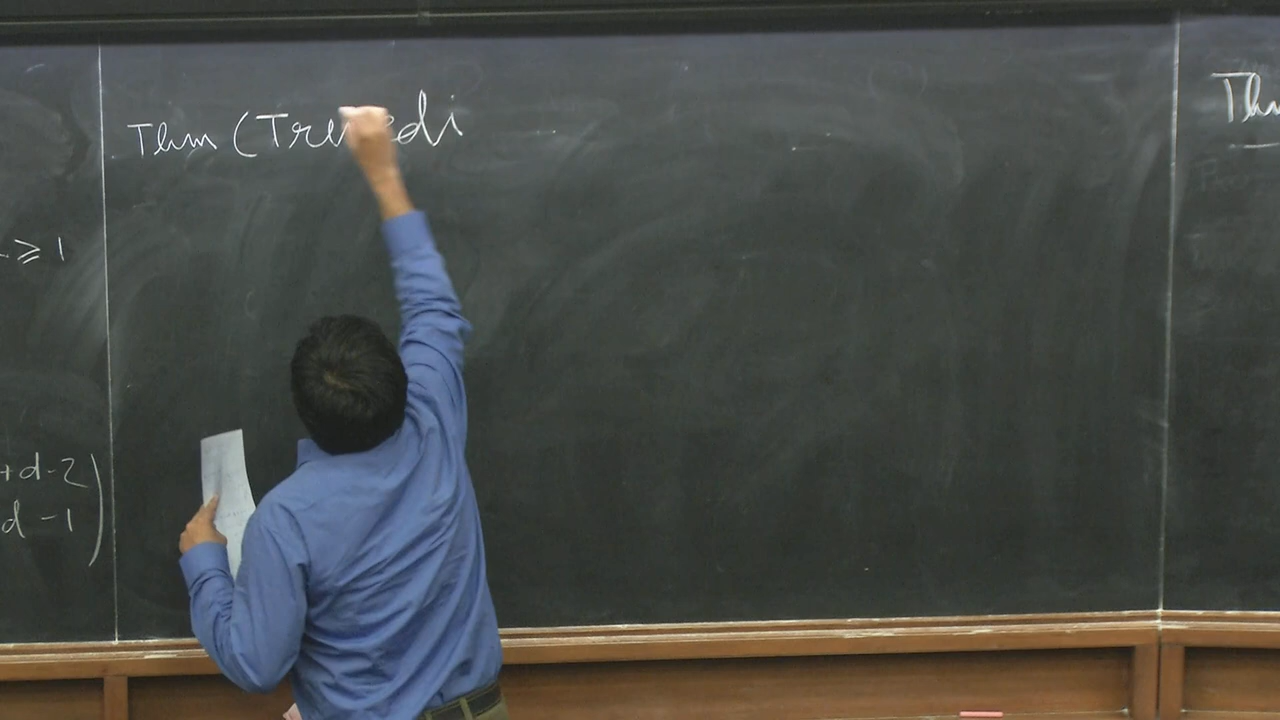 ≥ 1
+d-2)
d-1
Thm (Trivedi
Thm